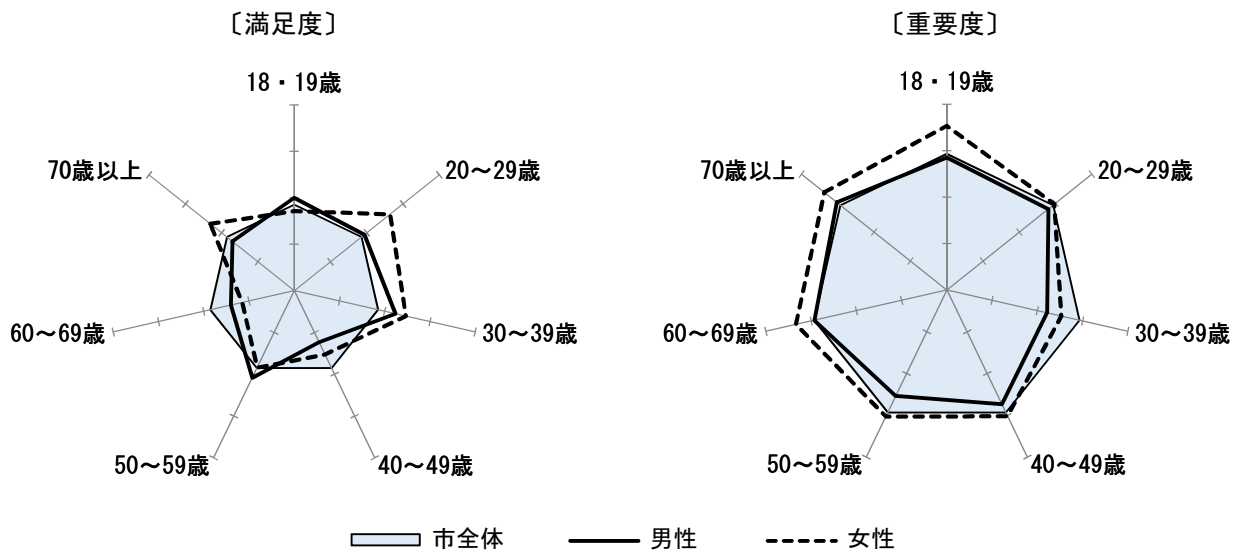 〔満足度〕
18・19歳
20～29歳
30～39歳
40～49歳
50～59歳
60～69歳
70歳以上
〔重要度〕
18・19歳
20～29歳
30～39歳
40～49歳
50～59歳
60～69歳
70歳以上
市全体 男性 女性